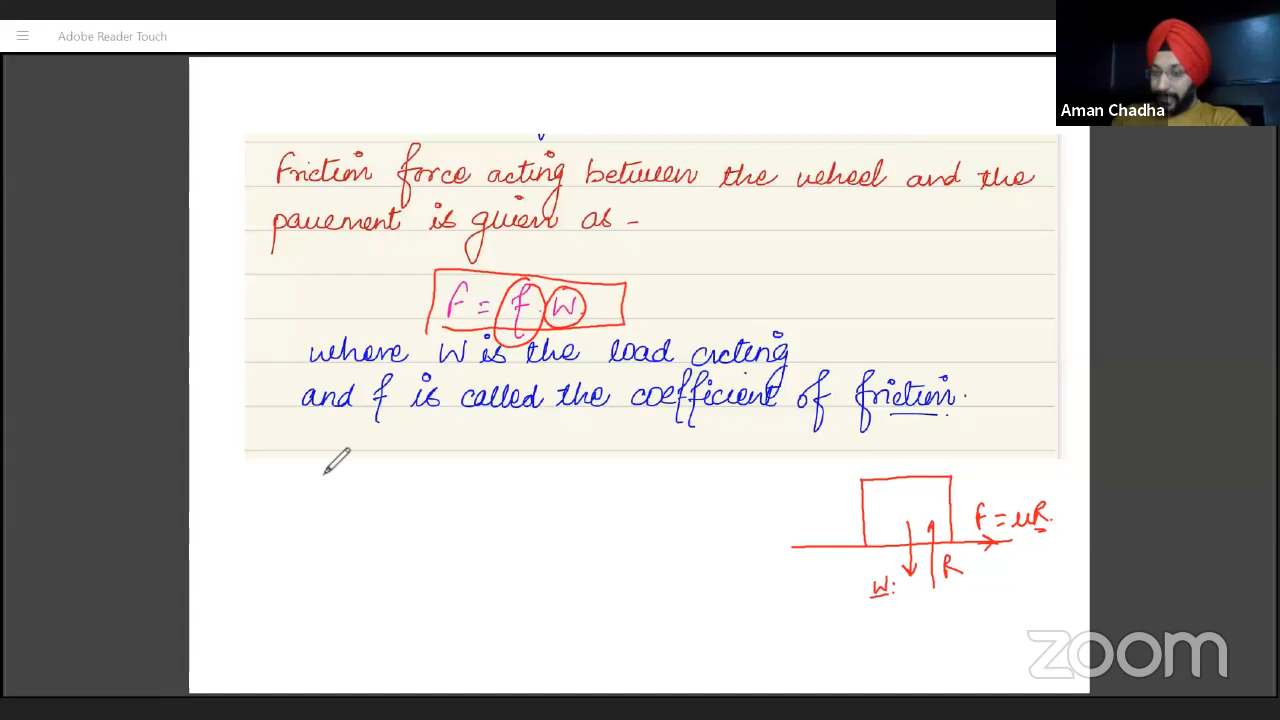 Adobe Reader Touch
Aman Chadha
Friction force acting between the wheel and the
pavement is given as -
F = f. W.
where W is the load acting
and f is called the coefficient of friction.
F = μR.
R
W:
zoom